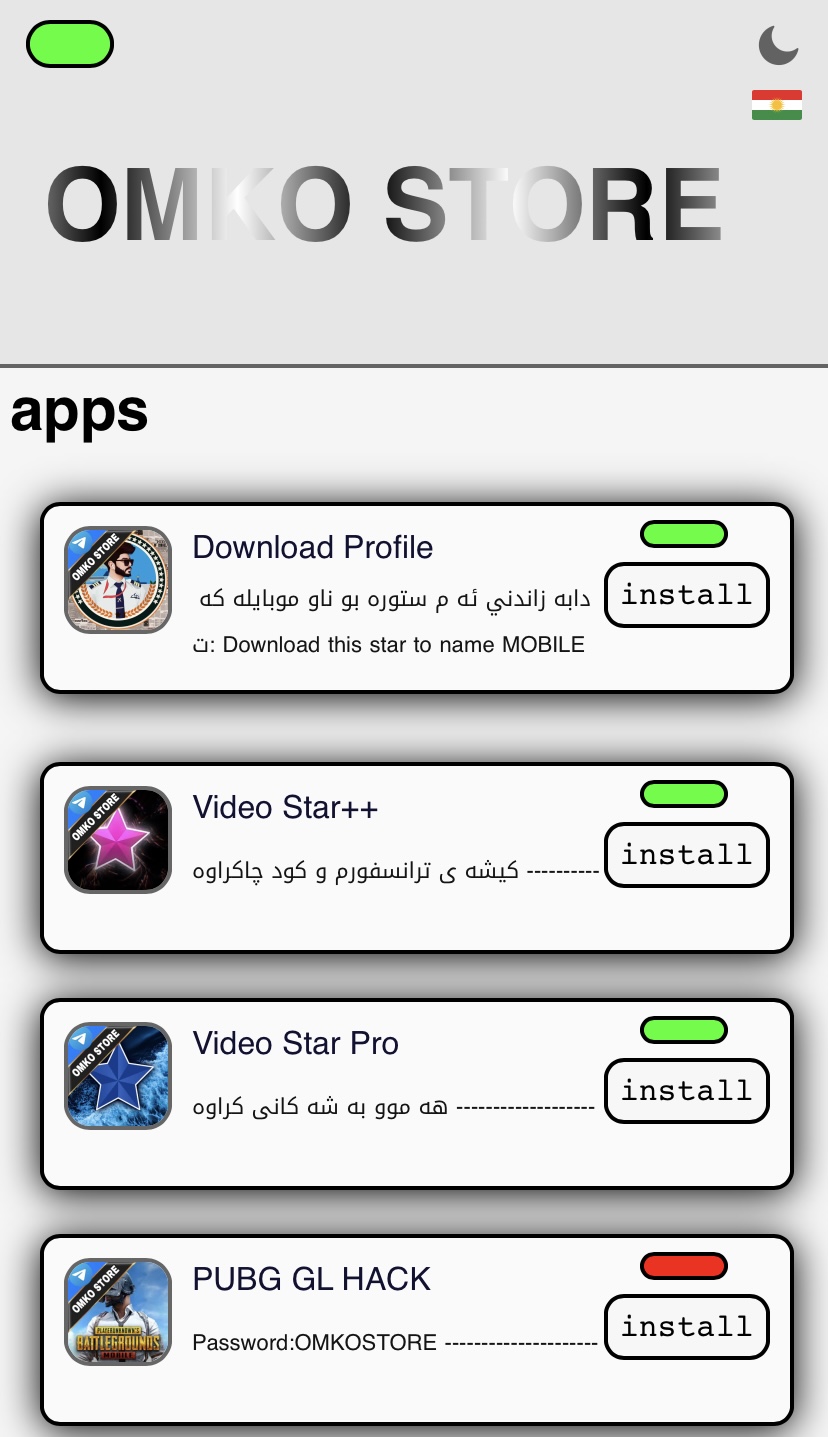 OMKO STORE
apps
OMKO STORE
Download Profile
دابه زاندني ئه م ستوره بو ناو موبايله كه
ت: Download this star to name MOBILE
install
OMKO STORE
Video Star++
كيشه ى ترانسفورم و كود چاكراوه ----------
install
OMKO STORE
Video Star Pro
هه موو به شه كانى كراوه -------------------
install
OMKO STORE
BATTLEGROUNDS
MOBILE
PUBG GL HACK
Password:OMKOSTORE ---------------------
install